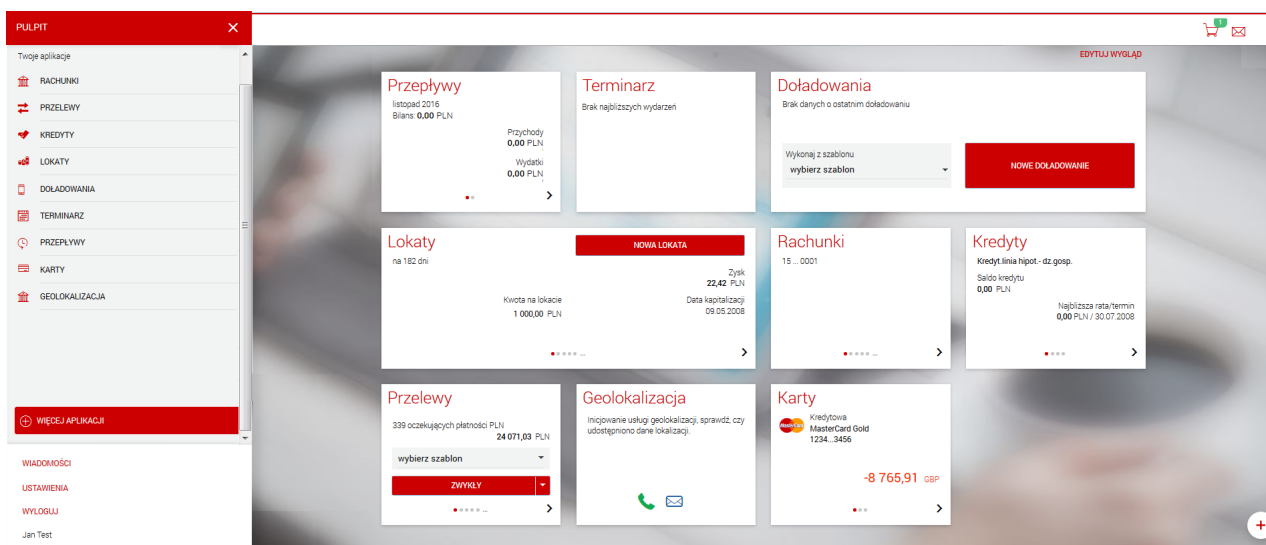 PULPIT
1
Twoje aplikacje
RACHUNKI
PRZELEWY
KREDYTY
LOKATY
DOŁADOWANIA
TERMINARZ
PRZEPŁYWY
KARTY
GEOLOKALIZACJA
WIĘCEJ APLIKACJI
WIADOMOŚCI
USTAWIENIA
WYLOGUJ
Jan Test
EDYTUJ WYGLĄD
Przepływy
listopad 2016
Bilans: 0,00 PLN
Przychody
0,00 PLN
Wydatki
0,00 PLN
Terminarz
Brak najbliższych wydarzeń
Doładowania
Brak danych o ostatnim doładowaniu
Wykonaj z szablonu
wybierz szablon
NOWE DOŁADOWANIE
Lokaty
NOWA LOKATA
na 182 dni
Zysk
22,42 PLN
Kwota na lokacie
1 000,00 PLN
Data kapitalizacji
09.05.2008
...
Rachunki
15 ... 0001
...
Kredyty
Kredyt.linia hipot.- dz.gosp.
Saldo kredytu
0,00 PLN
Najbliższa rata/termin
0,00 PLN / 30.07.2008
Przelewy
339 oczekujących płatności PLN
24 071,03 PLN
wybierz szablon
ZWYKŁY
...
Geolokalizacja
Inicjowanie usługi geolokalizacji, sprawdź, czy
udostępniono dane lokalizacji.
Karty
MasterCard
Kredytowa
MasterCard Gold
1234...3456
-8 765,91 GBP